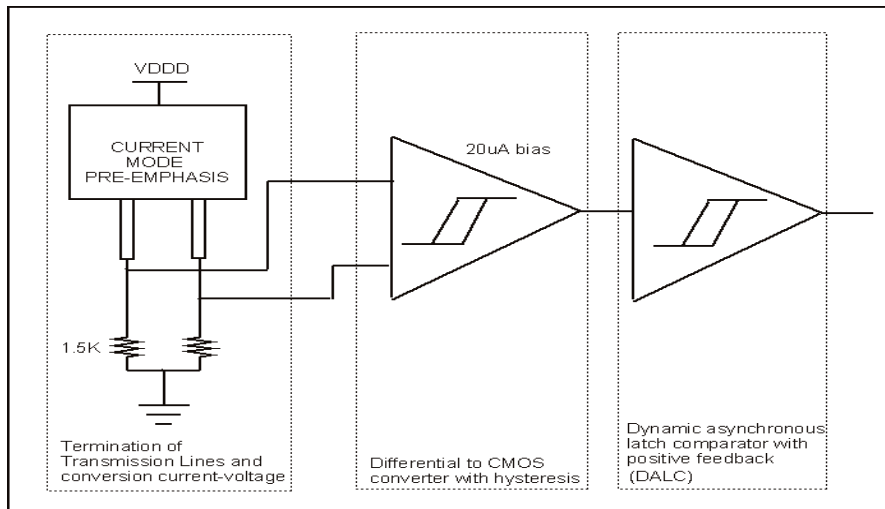 VDDD
CURRENT
MODE
PRE-EMPHASIS
1.5K
Termination of
Transmission Lines and
conversion current-voltage
20uA bias
Differential to CMOS
converter with hysteresis
Dynamic asynchronous
latch comparator with
positive feedback
(DALC)